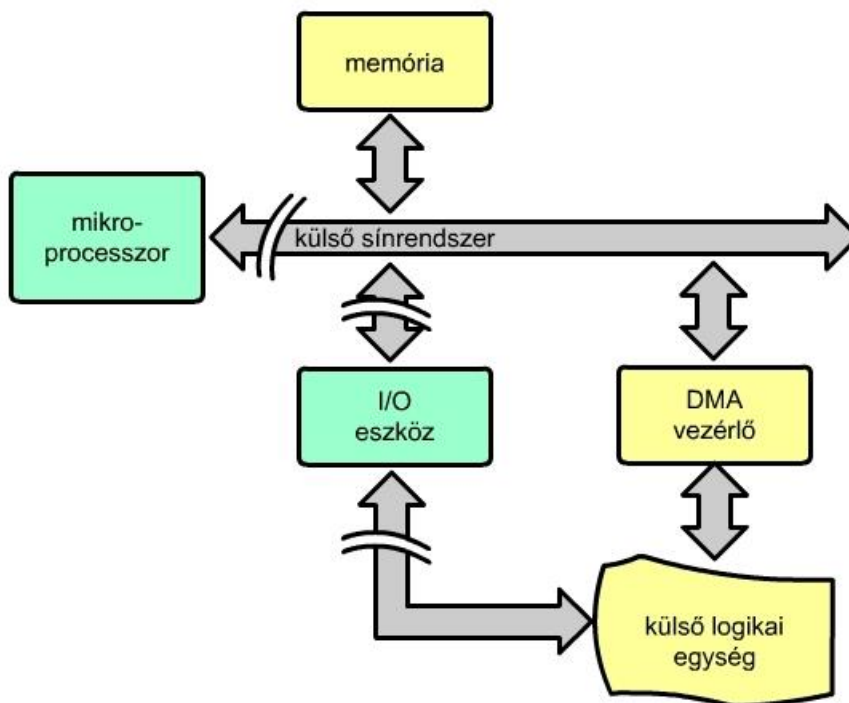 memória
mikro-
processzor
külső sínrendszer
I/O
eszköz
DMA
vezérlő
külső logikai
egység